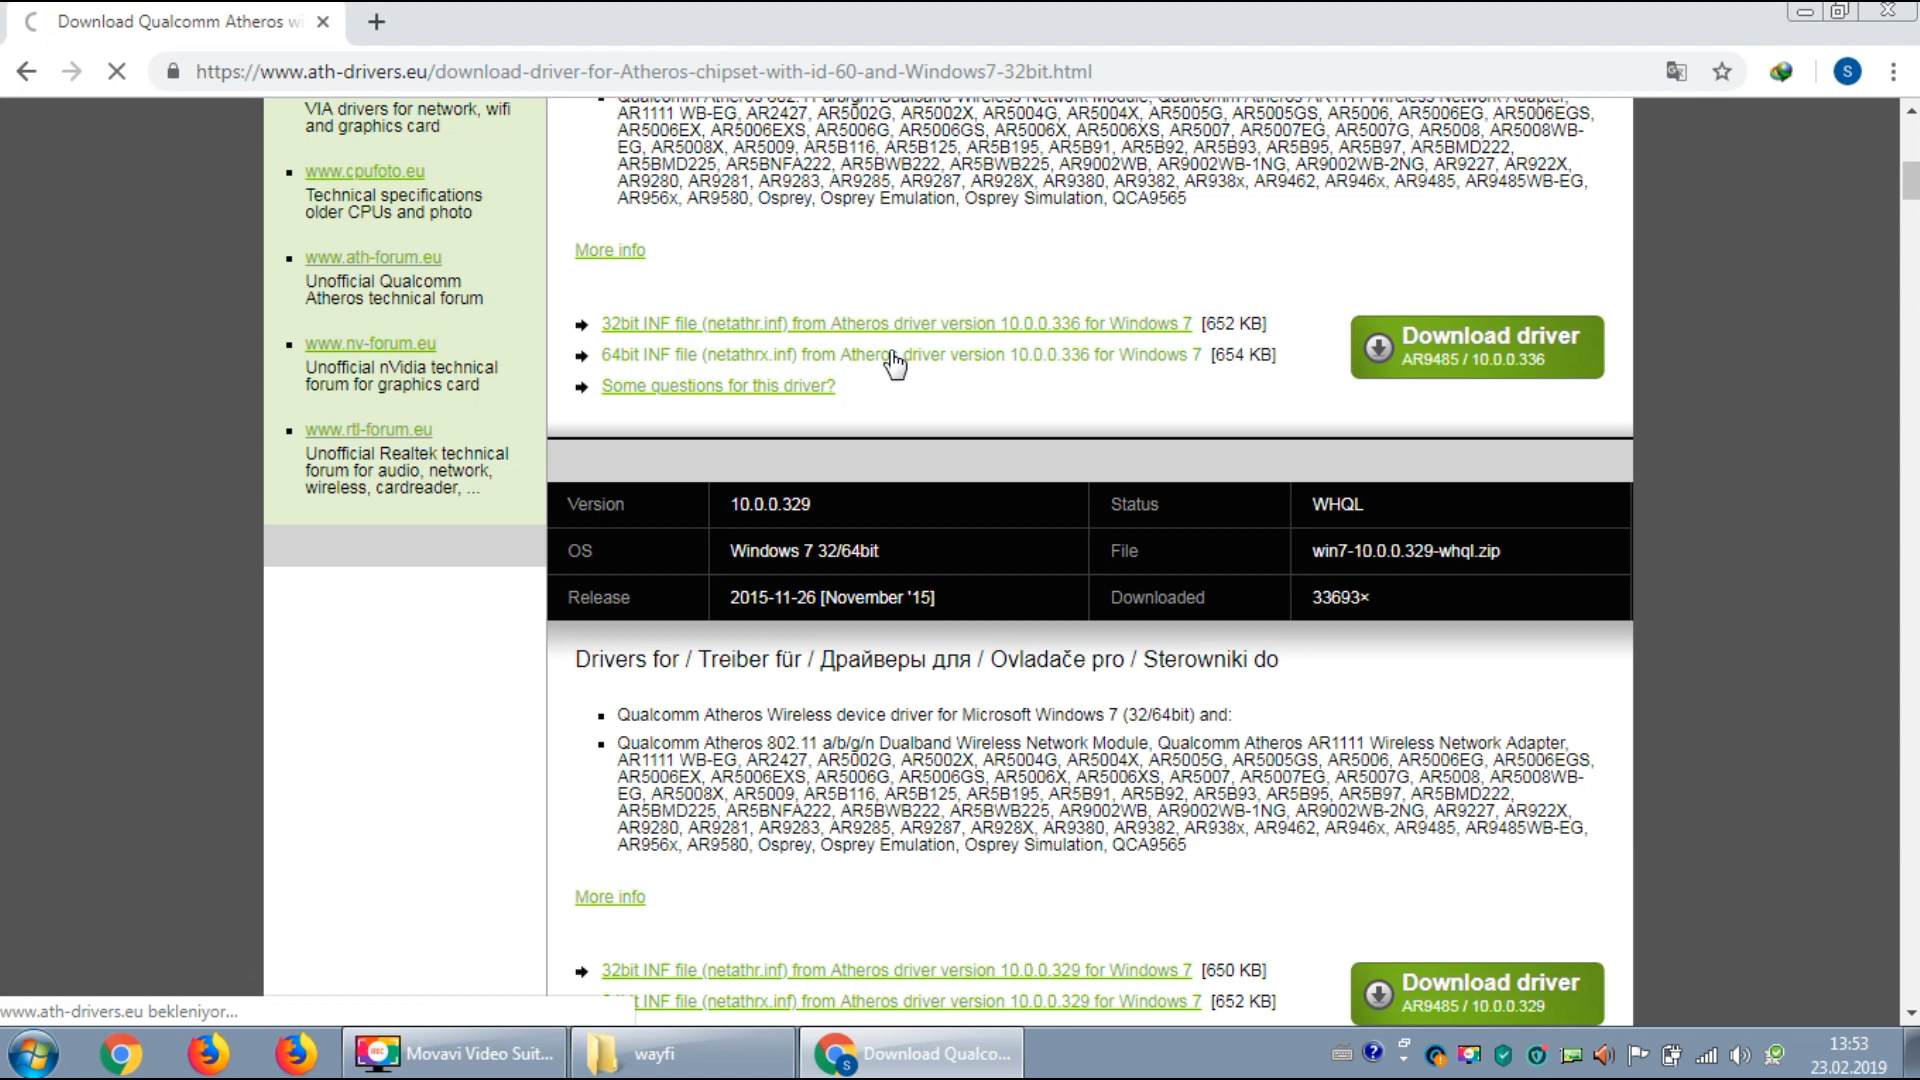 Download Qualcomm Atheros wi
https://www.ath-drivers.eu/download-driver-for-Atheros-chipset-with-id-60-and-Windows7-32bit.html
S
VIA drivers for network, wifi
and graphics card
www.cpufoto.eu
Technical specifications
older CPUs and photo
www.ath-forum.eu
Unofficial Qualcomm
Atheros technical forum
www.nv-forum.eu
Unofficial nVidia technical
forum for graphics card
www.rtl-forum.eu
Unofficial Realtek technical
forum for audio, network,
wireless, cardreader, ...
Qualcomm Atheros 802.11 a/b/g/n Dualband Wireless Network Module, Qualcomm Atheros AR1111 Wireless Network Adapter,
AR1111 WB-EG, AR2427, AR5002G, AR5002X, AR5004G, AR5004X, AR5005G, AR5005GS, AR5006, AR5006EG, AR5006EGS,
AR5006EX, AR5006EXS, AR5006G, AR5006GS, AR5006X, AR5006XS, AR5007, AR5007EG, AR5007G, AR5008, AR5008WB-
EG, AR5008X, AR5009, AR5B116, AR5B125, AR5B195, AR5B91, AR5B92, AR5B93, AR5B95, AR5B97, AR5BMD222,
AR5BMD225, AR5BNFA222, AR5BWB222, AR5BWB225, AR9002WB, AR9002WB-1NG, AR9002WB-2NG, AR9227, AR922X,
AR9280, AR9281, AR9283, AR9285, AR9287, AR928X, AR9380, AR9382, AR938x, AR9462, AR946x, AR9485, AR9485WB-EG,
AR956x, AR9580, Osprey, Osprey Emulation, Osprey Simulation, QCA9565
More info
32bit INF file (netathr.inf) from Atheros driver version 10.0.0.336 for Windows 7 [652 KB]
64bit INF file (netathrx.inf) from Atheros driver version 10.0.0.336 for Windows 7 [654 KB]
Some questions for this driver?
Download driver
AR9485 / 10.0.0.336
Version 10.0.0.329 Status WHQL
OS Windows 7 32/64bit File win7-10.0.0.329-whql.zip
Release 2015-11-26 [November '15] Downloaded 33693×
Drivers for / Treiber für / Драйверы для / Ovladače pro / Sterowniki do
Qualcomm Atheros Wireless device driver for Microsoft Windows 7 (32/64bit) and:
Qualcomm Atheros 802.11 a/b/g/n Dualband Wireless Network Module, Qualcomm Atheros AR1111 Wireless Network Adapter,
AR1111 WB-EG, AR2427, AR5002G, AR5002X, AR5004G, AR5004X, AR5005G, AR5005GS, AR5006, AR5006EG, AR5006EGS,
AR5006EX, AR5006EXS, AR5006G, AR5006GS, AR5006X, AR5006XS, AR5007, AR5007EG, AR5007G, AR5008, AR5008WB-
EG, AR5008X, AR5009, AR5B116, AR5B125, AR5B195, AR5B91, AR5B92, AR5B93, AR5B95, AR5B97, AR5BMD222,
AR5BMD225, AR5BNFA222, AR5BWB222, AR5BWB225, AR9002WB, AR9002WB-1NG, AR9002WB-2NG, AR9227, AR922X,
AR9280, AR9281, AR9283, AR9285, AR9287, AR928X, AR9380, AR9382, AR938x, AR9462, AR946x, AR9485, AR9485WB-EG,
AR956x, AR9580, Osprey, Osprey Emulation, Osprey Simulation, QCA9565
More info
32bit INF file (netathr.inf) from Atheros driver version 10.0.0.329 for Windows 7 [650 KB]
INF file (netathrx.inf) from Atheros driver version 10.0.0.329 for Windows 7 [652 KB]
Download driver
AR9485 / 10.0.0.329
www.ath-drivers.eu bekleniyor...
REC
Movavi Video Suit...
wayfi
S
Download Qualco...
13:53
23.02.2019